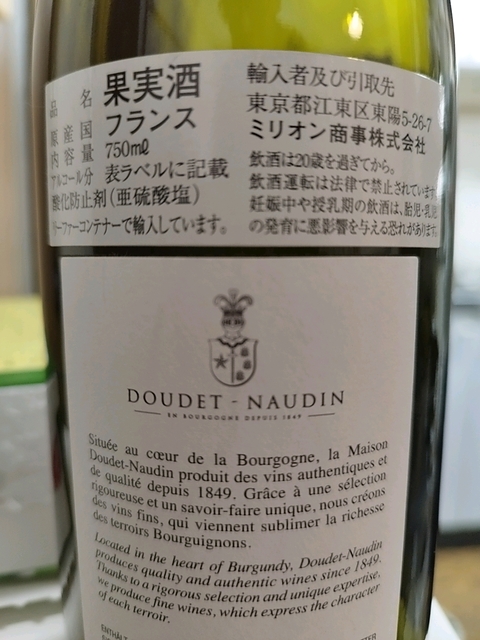 品名 果実酒
原産国 フランス
内容量 750mℓ
アルコール分 表ラベルに記載
酸化防止剤(亜硫酸塩)
リーファーコンテナーで輸入しています。
輸入者及び引取先
東京都江東区東陽5-26-7
ミリオン商事株式会社
飲酒は20歳を過ぎてから。
飲酒運転は法律で禁止されています
妊娠中や授乳期の飲酒は、胎児・乳
の発育に悪影響を与える恐れがあります
DOUDET - NAUDIN
EN BOURGOGNE DEPUIS 1849
Située au cœur de la Bourgogne, la Maison
Doudet-Naudin produit des vins authentiques et
de qualité depuis 1849. Grâce à une sélection
rigoureuse et un savoir-faire unique, nous créons
des vins fins, qui viennent sublimer la richesse
des terroirs Bourguignons.
Located in the heart of Burgundy, Doudet-Naudin
produces quality and authentic wines since 1849.
Thanks to a rigorous selection and unique expertise,
we produce fine wines, which express the character
of each terroir.